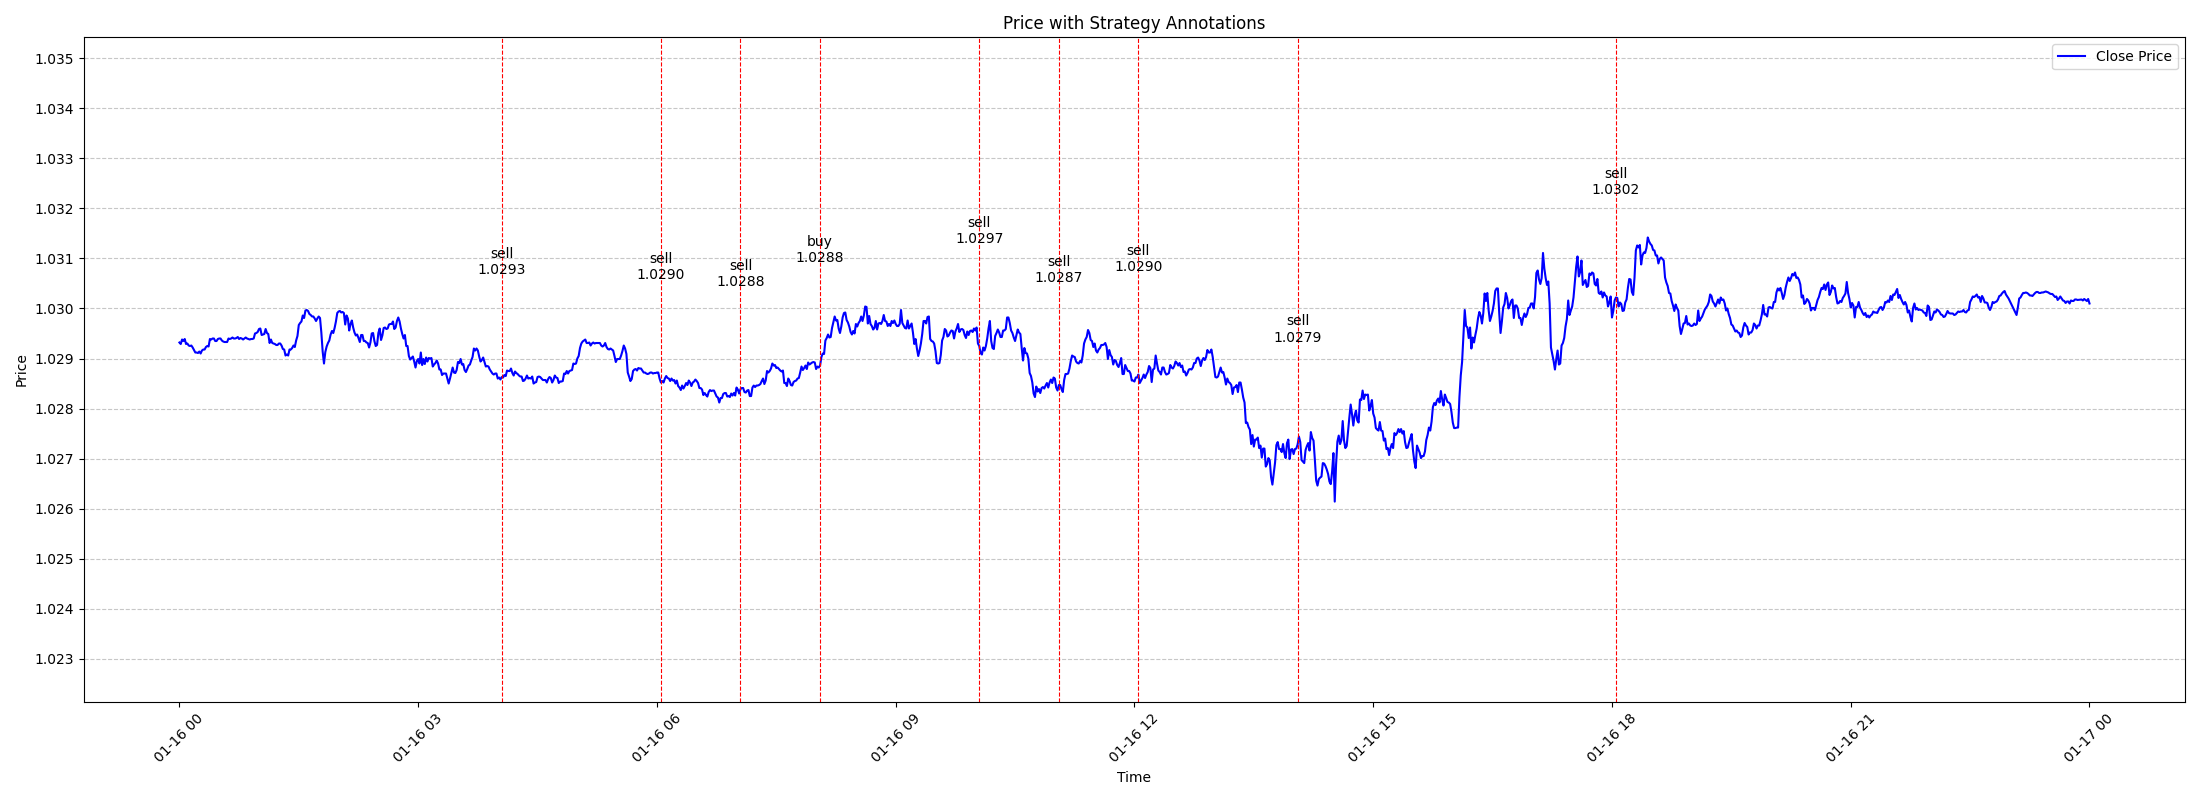 Price with Strategy Annotations
Close Price
Price
1.035
1.034
1.033
1.032
1.031
1.030
1.029
1.028
1.027
1.026
1.025
1.024
1.023
sell
1.0293
sell
1.0290
sell
1.0288
buy
1.0288
sell
1.0297
sell
1.0287
sell
1.0290
sell
1.0279
sell
1.0302
01-16 00
01-16 03
01-16 06
01-16 09
01-16 12
01-16 15
01-16 18
01-16 21
01-17 00
Time